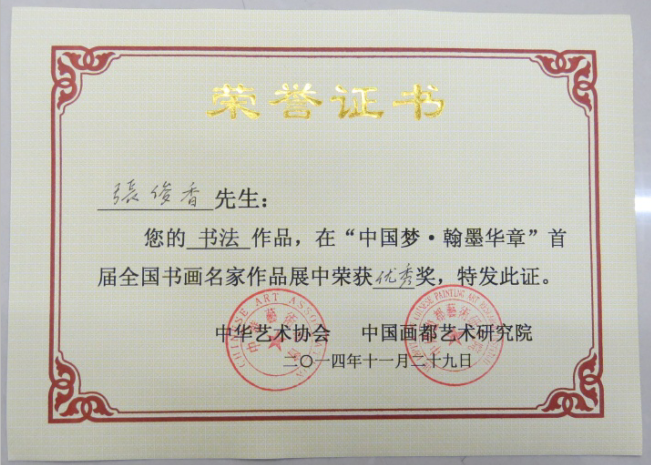 荣誉证书
張俊香先生：
您的 书法 作品，在“中国梦·翰墨华章”首
届全国书画名家作品展中荣获优秀奖，特发此证。
中华艺术协会 中国画都艺术研究院
二〇一四年十一月二十九日